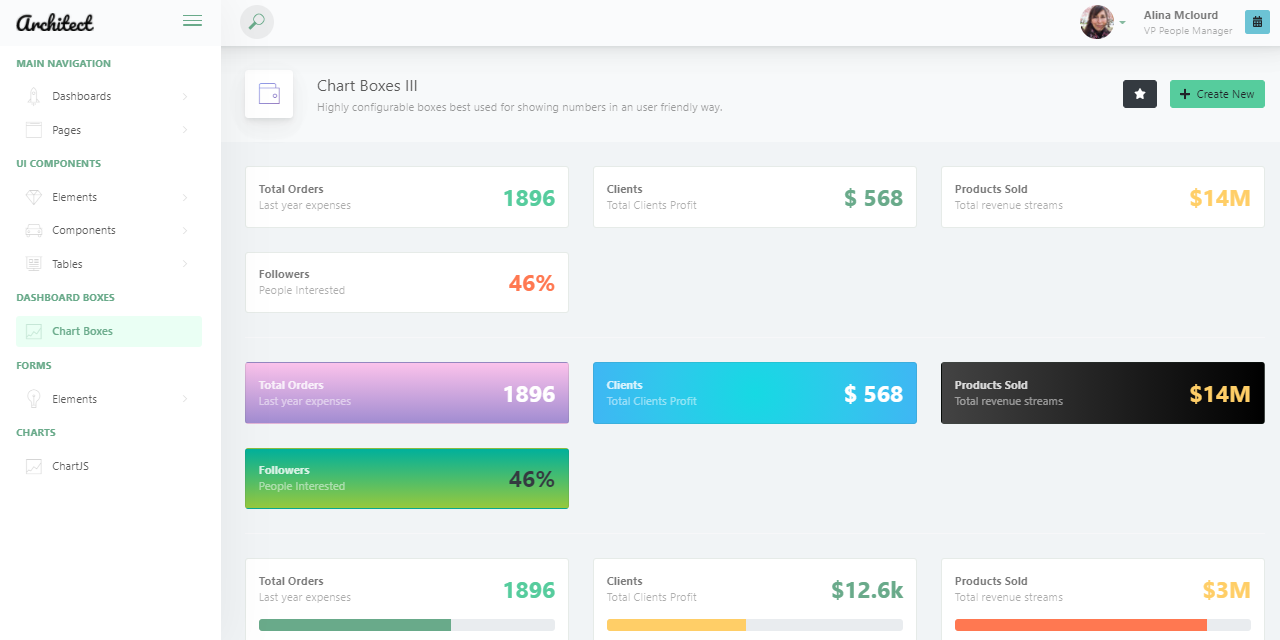 Architect
Alina Mclourd
VP People Manager
MAIN NAVIGATION
Dashboards
Pages
UI COMPONENTS
Elements
Components
Tables
DASHBOARD BOXES
Chart Boxes
FORMS
Elements
CHARTS
ChartJS
Chart Boxes III
Highly configurable boxes best used for showing numbers in an user friendly way.
Create New
Total Orders
Last year expenses
1896
Clients
Total Clients Profit
$ 568
Products Sold
Total revenue streams
$14M
Followers
People Interested
46%
Total Orders
Last year expenses
1896
Clients
Total Clients Profit
$ 568
Products Sold
Total revenue streams
$14M
Followers
People Interested
46%
Total Orders
Last year expenses
1896
Clients
Total Clients Profit
$12.6k
Products Sold
Total revenue streams
$3M